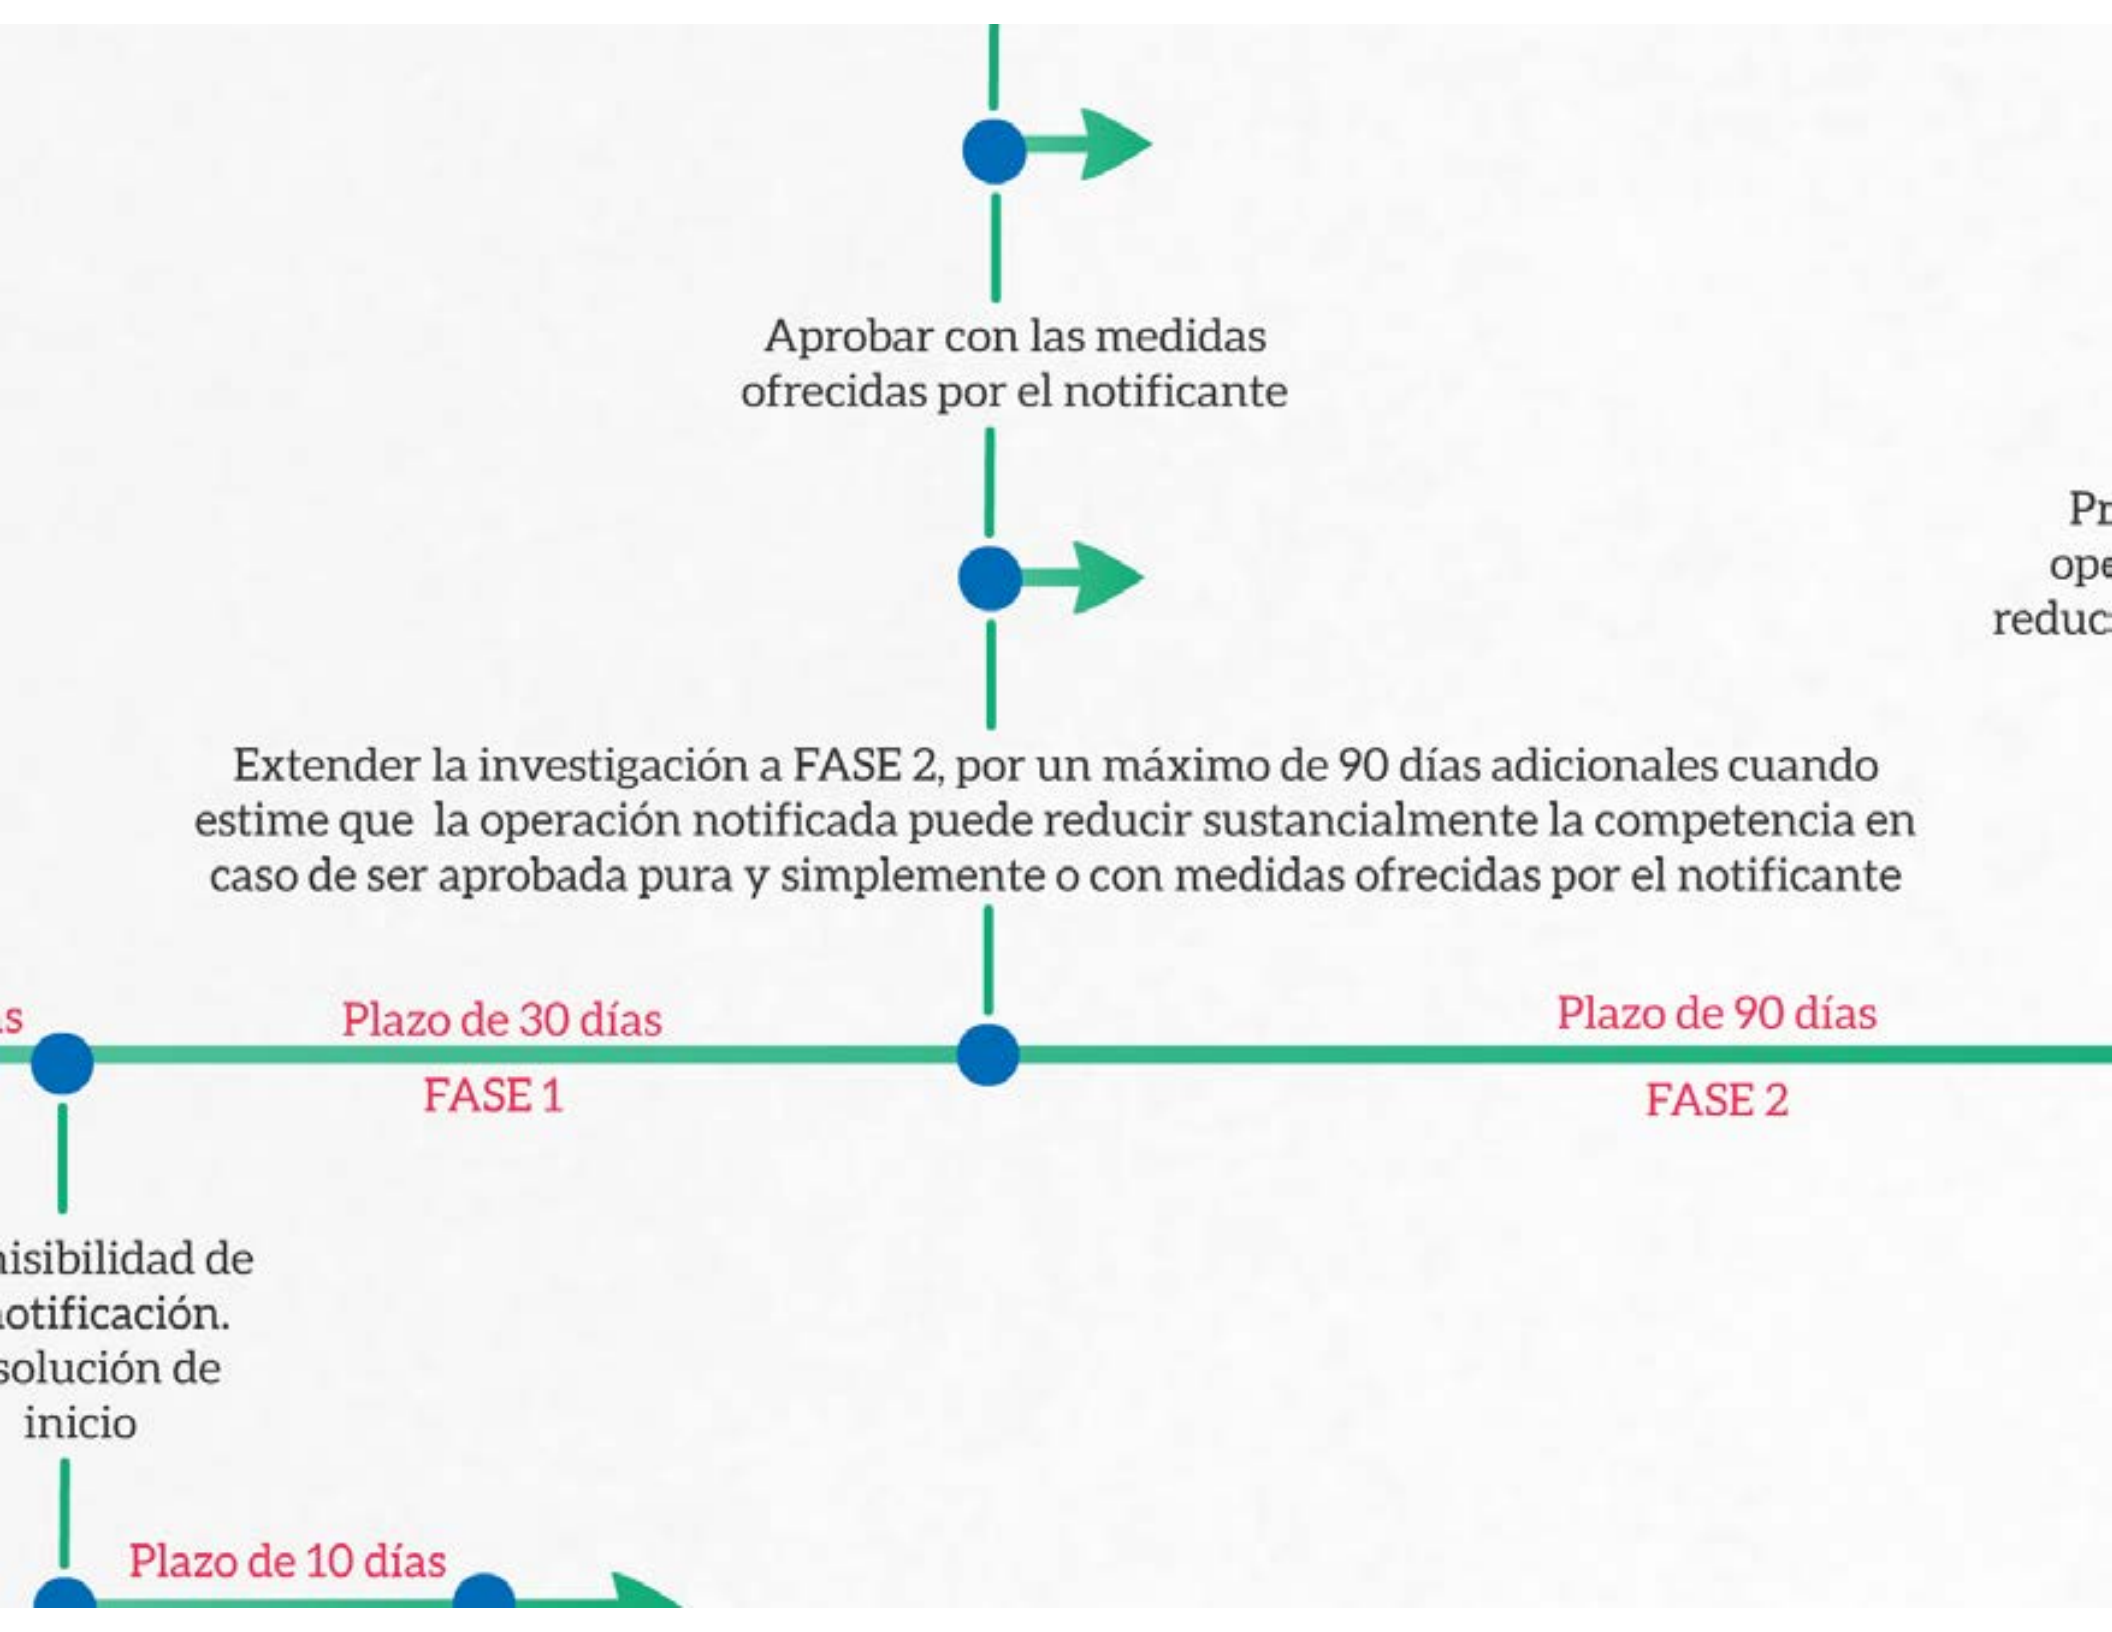 Aprobar con las medidas
ofrecidas por el notificante
Extender la investigación a FASE 2, por un máximo de 90 días adicionales cuando
estime que la operación notificada puede reducir sustancialmente la competencia en
caso de ser aprobada pura y simplemente o con medidas ofrecidas por el notificante
Plazo de 30 días
FASE 1
Plazo de 90 días
FASE 2
de
inicio
Plazo de 10 días